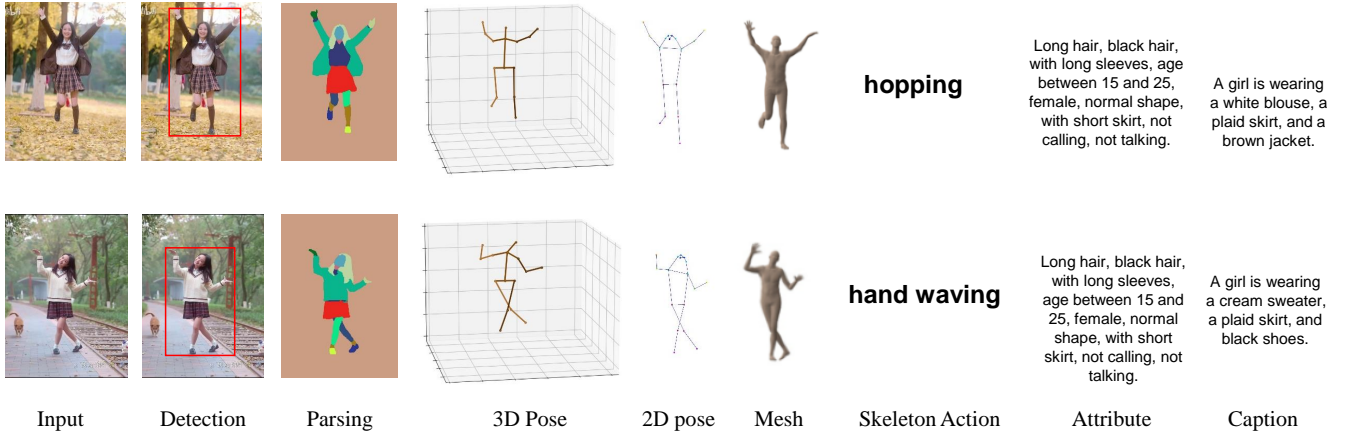 hopping
Long hair, black hair,
with long sleeves, age
between 15 and 25,
female, normal shape,
with short skirt, not
calling, not talking.
A girl is wearing
a white blouse, a
plaid skirt, and a
brown jacket.
hand waving
Long hair, black hair,
with long sleeves,
age between 15 and
25, female, normal
shape, with short
skirt, not calling, not
talking.
A girl is wearing
a cream sweater,
a plaid skirt, and
black shoes.
Input Detection Parsing 3D Pose 2D pose Mesh Skeleton Action Attribute Caption